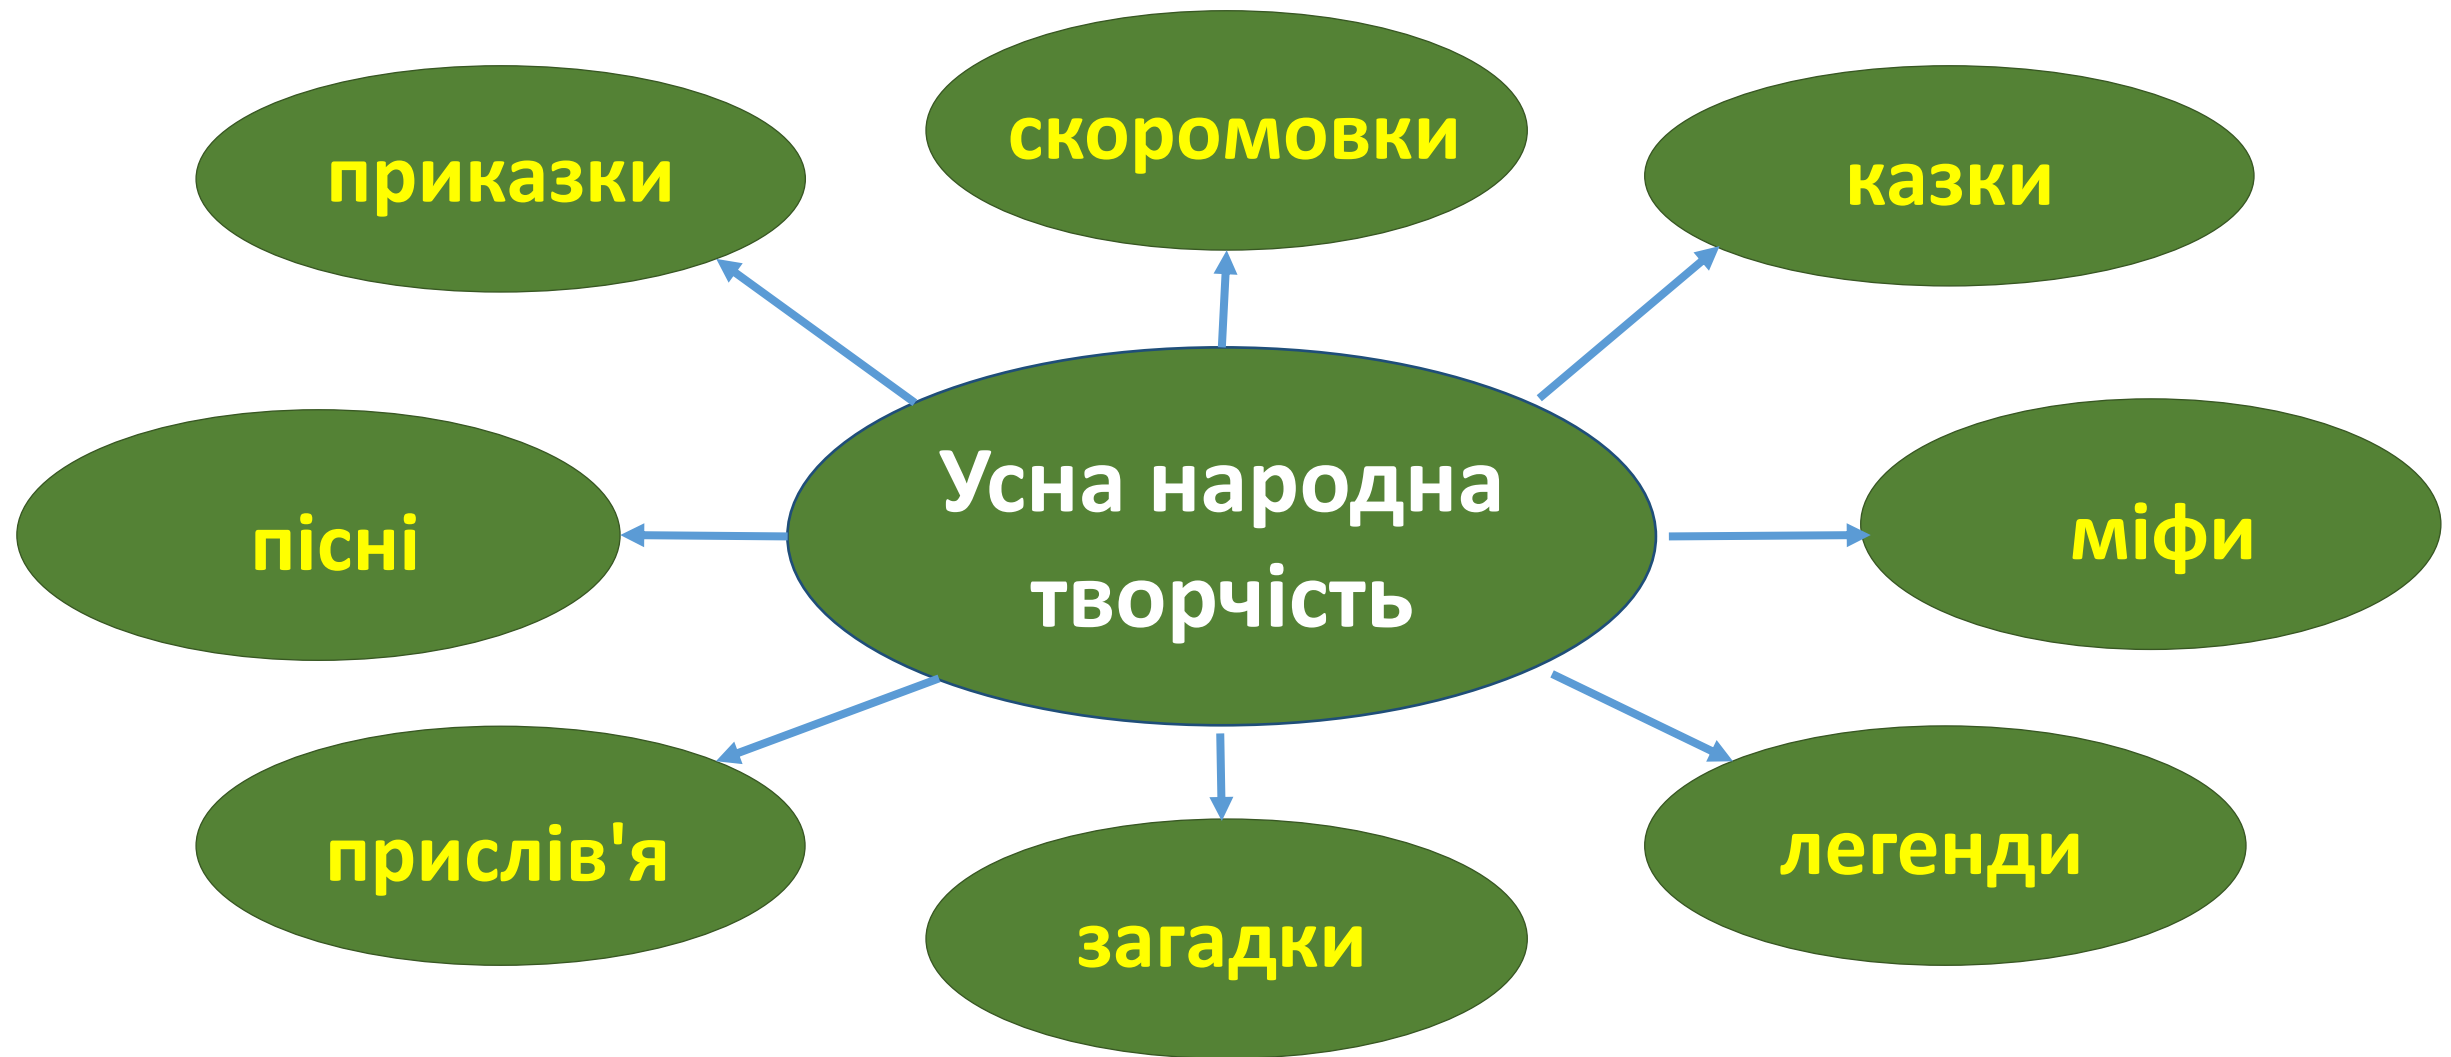 скоромовки
приказки
казки
Усна народна
творчість
пісні
міфи
прислів'я
легенди
загадки